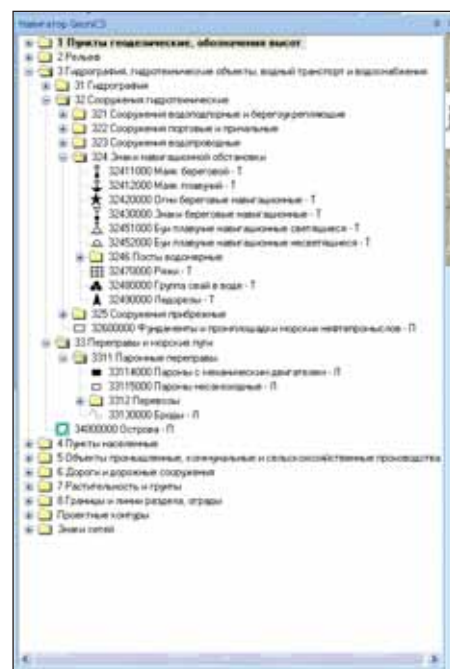 Навигатор GeoniCS
1 Пункты геодезические, обозначения высот
2 Рельеф
3 Гидрография, гидротехнические объекты, водный транспорт и водоснабжение
31 Гидрография
32 Сооружения гидротехнические
321 Сооружения водоподпорные и берегоукрепляющие
322 Сооружения портовые и причальные
323 Сооружения водопроводные
324 Знаки навигационной обстановки
32411000 Маяк береговой - Т
32412000 Маяк плавучий - Т
32420000 Огни береговые навигационные - Т
32430000 Знаки береговые навигационные - Т
32451000 Буи плавучие навигационные светящиеся - Т
32452000 Буи плавучие навигационные несветящиеся - Т
3246 Посты водомерные
32470000 Ряжи - Т
32480000 Группа свай в воде - Т
32490000 Ледорезы - Т
325 Сооружения прибрежные
32600000 Фундаменты и промплощадки морских нефтепромыслов - П
33 Переправы и морские пути
3311 Паромные переправы
33114000 Паромы с механическим двигателем - Л
33115000 Паромы несамоходные - Л
3312 Перевозы
33130000 Броды - Л
34000000 Острова - П
4 Пункты населенные
5 Объекты промышленные, коммунальные и сельскохозяйственные производства
6 Дороги и дорожные сооружения
7 Растительность и грунты
8 Границы и линии раздела, ограды
Проектные контуры
Знаки сетей